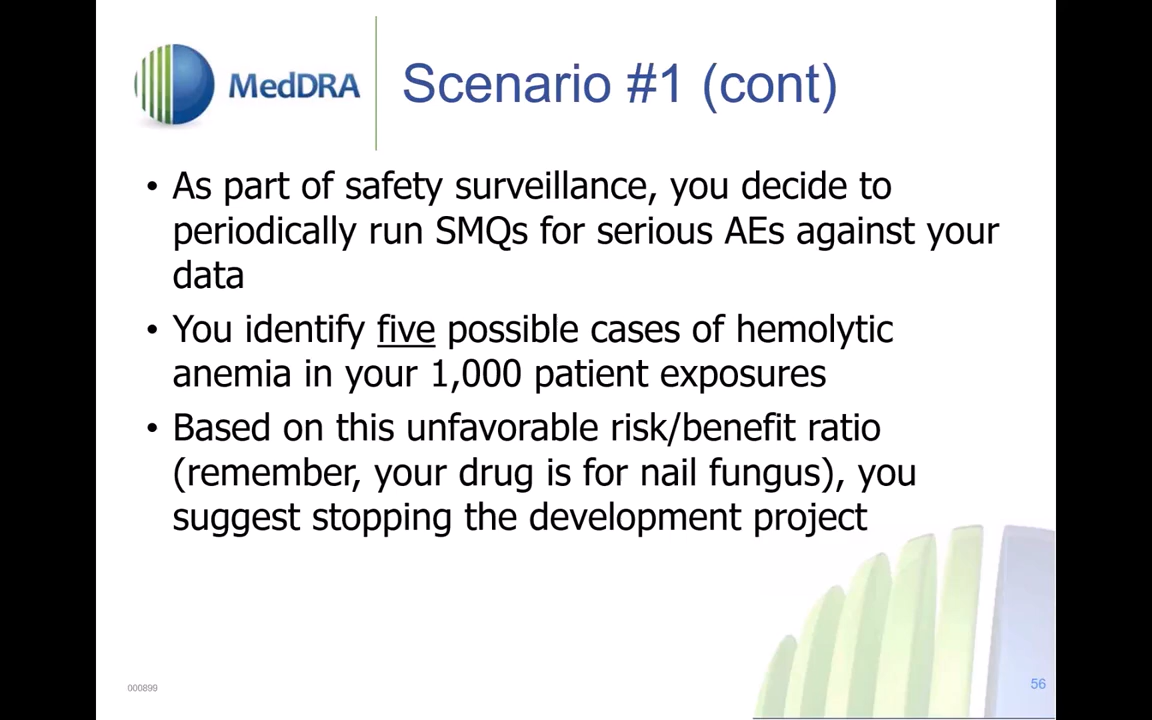 MedDRA
Scenario #1 (cont)
• As part of safety surveillance, you decide to
periodically run SMQs for serious AEs against your
data
• You identify five possible cases of hemolytic
anemia in your 1,000 patient exposures
• Based on this unfavorable risk/benefit ratio
(remember, your drug is for nail fungus), you
suggest stopping the development project
000899
56